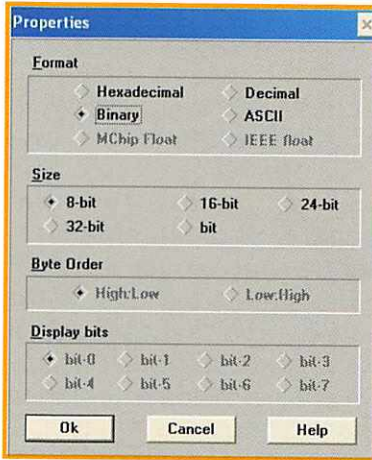 Properties
Format
Hexadecimal Decimal
Binary ASCII
MChip Float IEEE float
Size
8-bit 16-bit 24-bit
32-bit bit
Byte Order
High:Low Low:High
Display bits
bit-0 bit-1 bit-2 bit-3
bit-4 bit-5 bit-6 bit-7
Ok Cancel Help